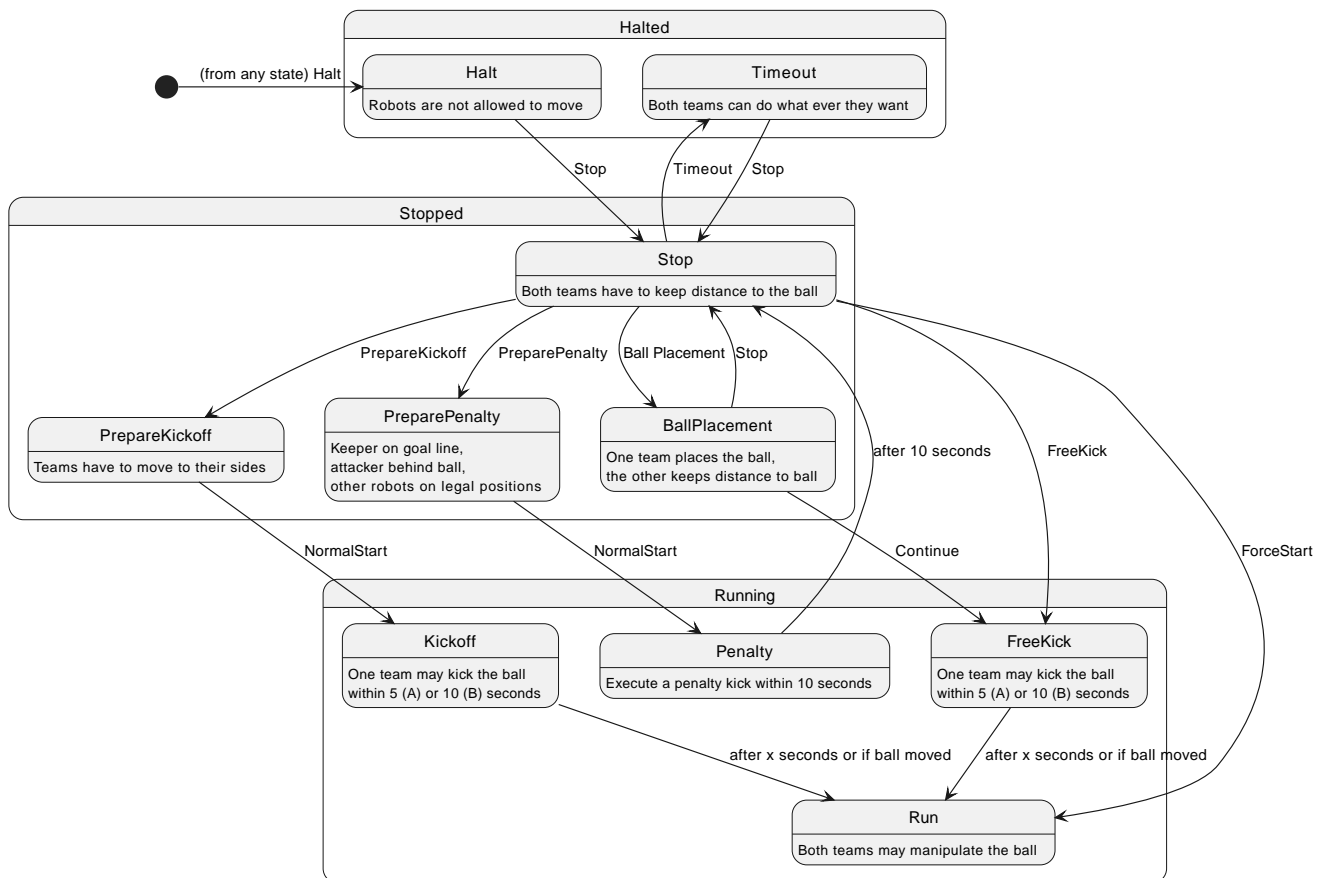 Halted
Halt
Robots are not allowed to move
Timeout
Both teams can do what ever they want
(from any state) Halt
Stop
Timeout
Stop
Stopped
Stop
Both teams have to keep distance to the ball
PrepareKickoff
PreparePenalty
Ball Placement
Stop
PrepareKickoff
Teams have to move to their sides
PreparePenalty
Keeper on goal line,
attacker behind ball,
other robots on legal positions
BallPlacement
One team places the ball,
the other keeps distance to ball
after 10 seconds
FreeKick
NormalStart
NormalStart
Continue
ForceStart
Running
Kickoff
One team may kick the ball
within 5 (A) or 10 (B) seconds
Penalty
Execute a penalty kick within 10 seconds
FreeKick
One team may kick the ball
within 5 (A) or 10 (B) seconds
after x seconds or if ball moved
after x seconds or if ball moved
Run
Both teams may manipulate the ball